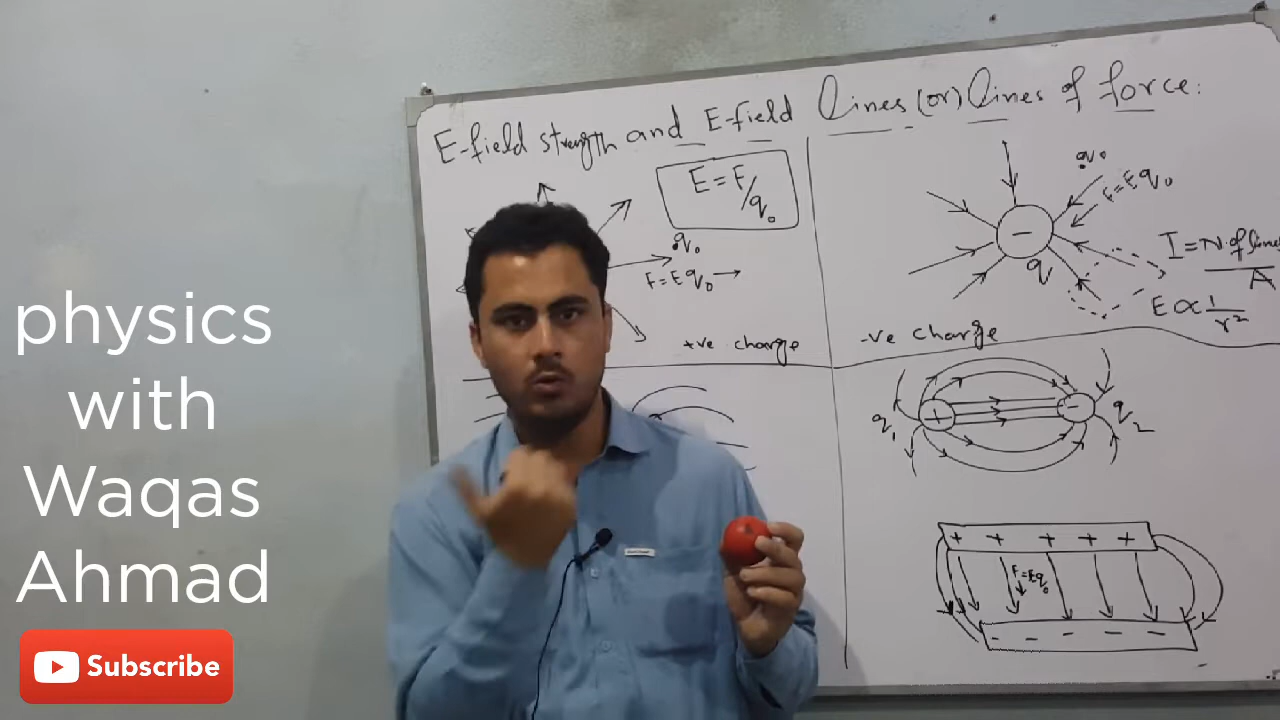 E-field strength and E-field lines (or) lines of force:
E = F/q₀
q₀
F=Eq₀
+ve charge
q₀
F=Eq₀
-
q
I = N.of lines
A
E ∝ 1/r²
-ve charge
q₁
+
-
q₂
+ + + + +
F=Eq₀
- - - - -
physics
with
Waqas
Ahmad
Subscribe